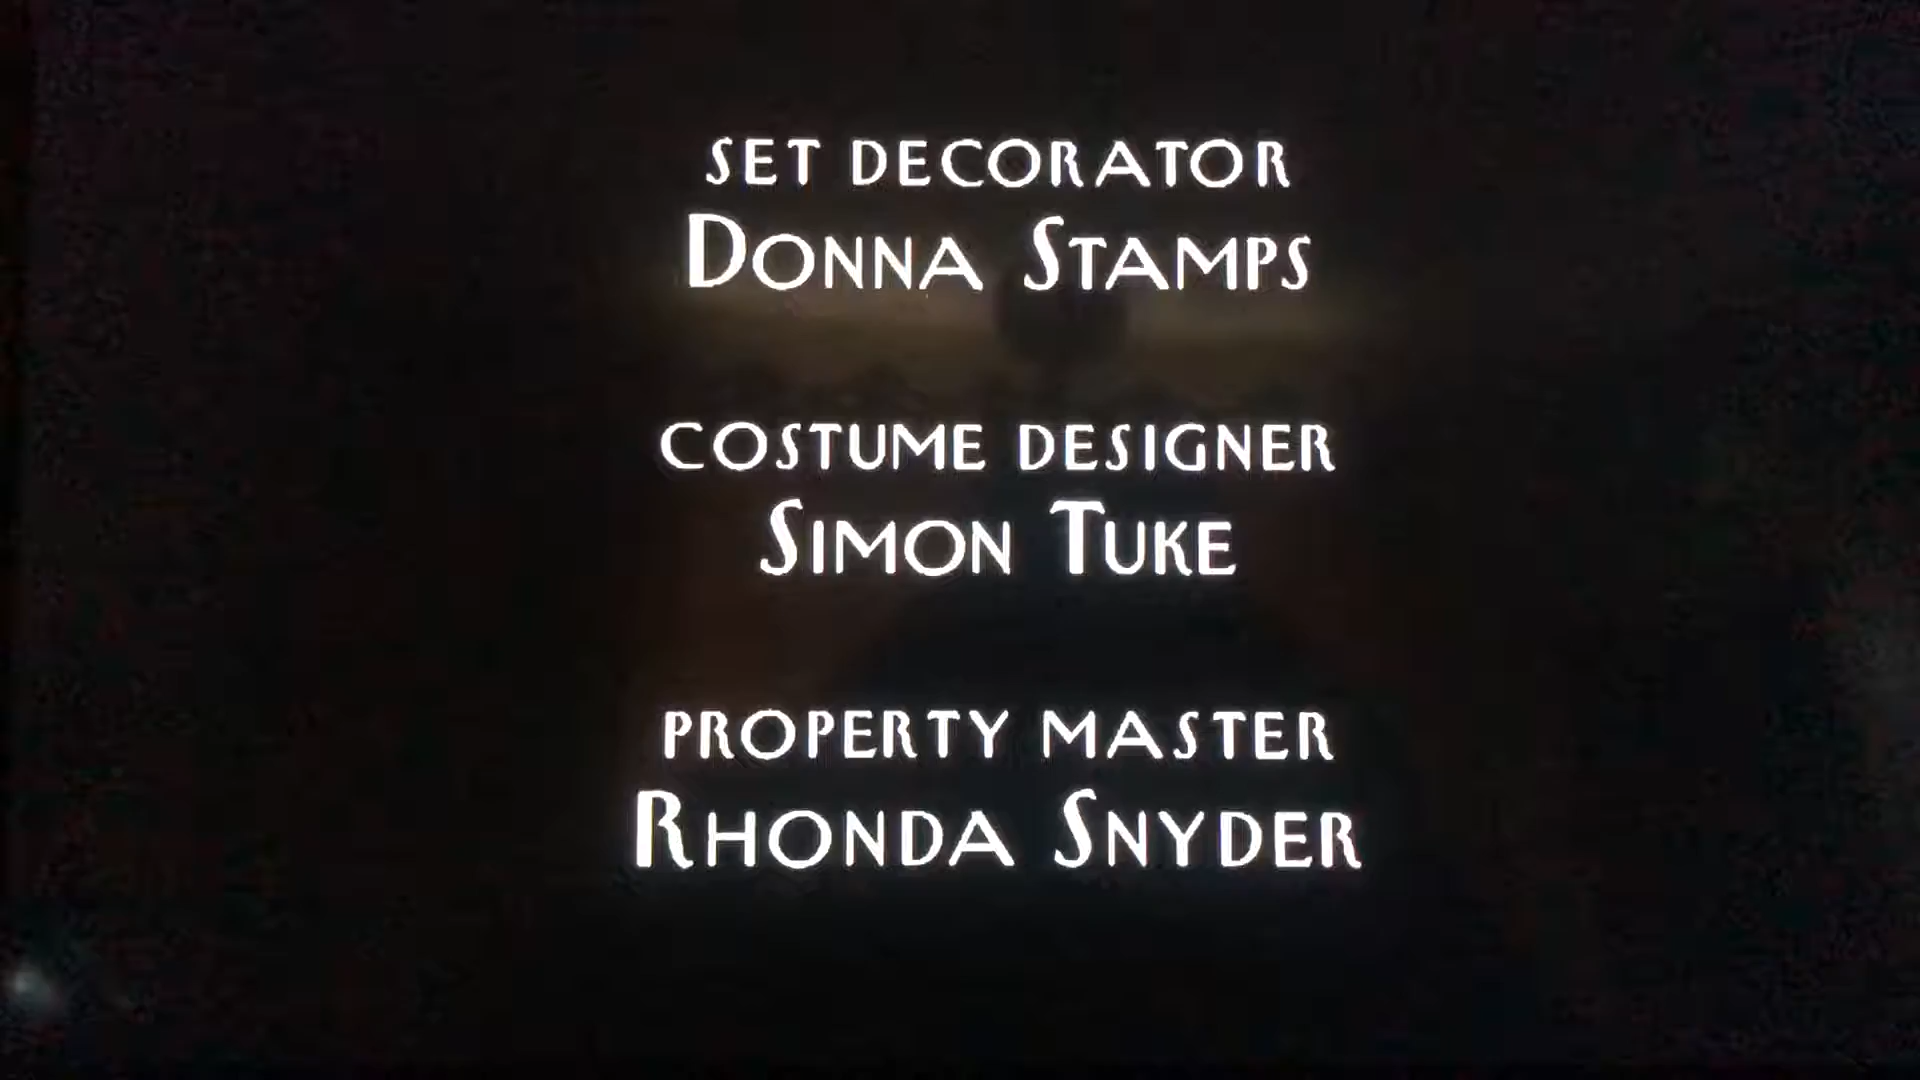 SET DECORATOR
DONNA STAMPS
COSTUME DESIGNER
SIMON TUKE
PROPERTY MASTER
RHONDA SNYDER